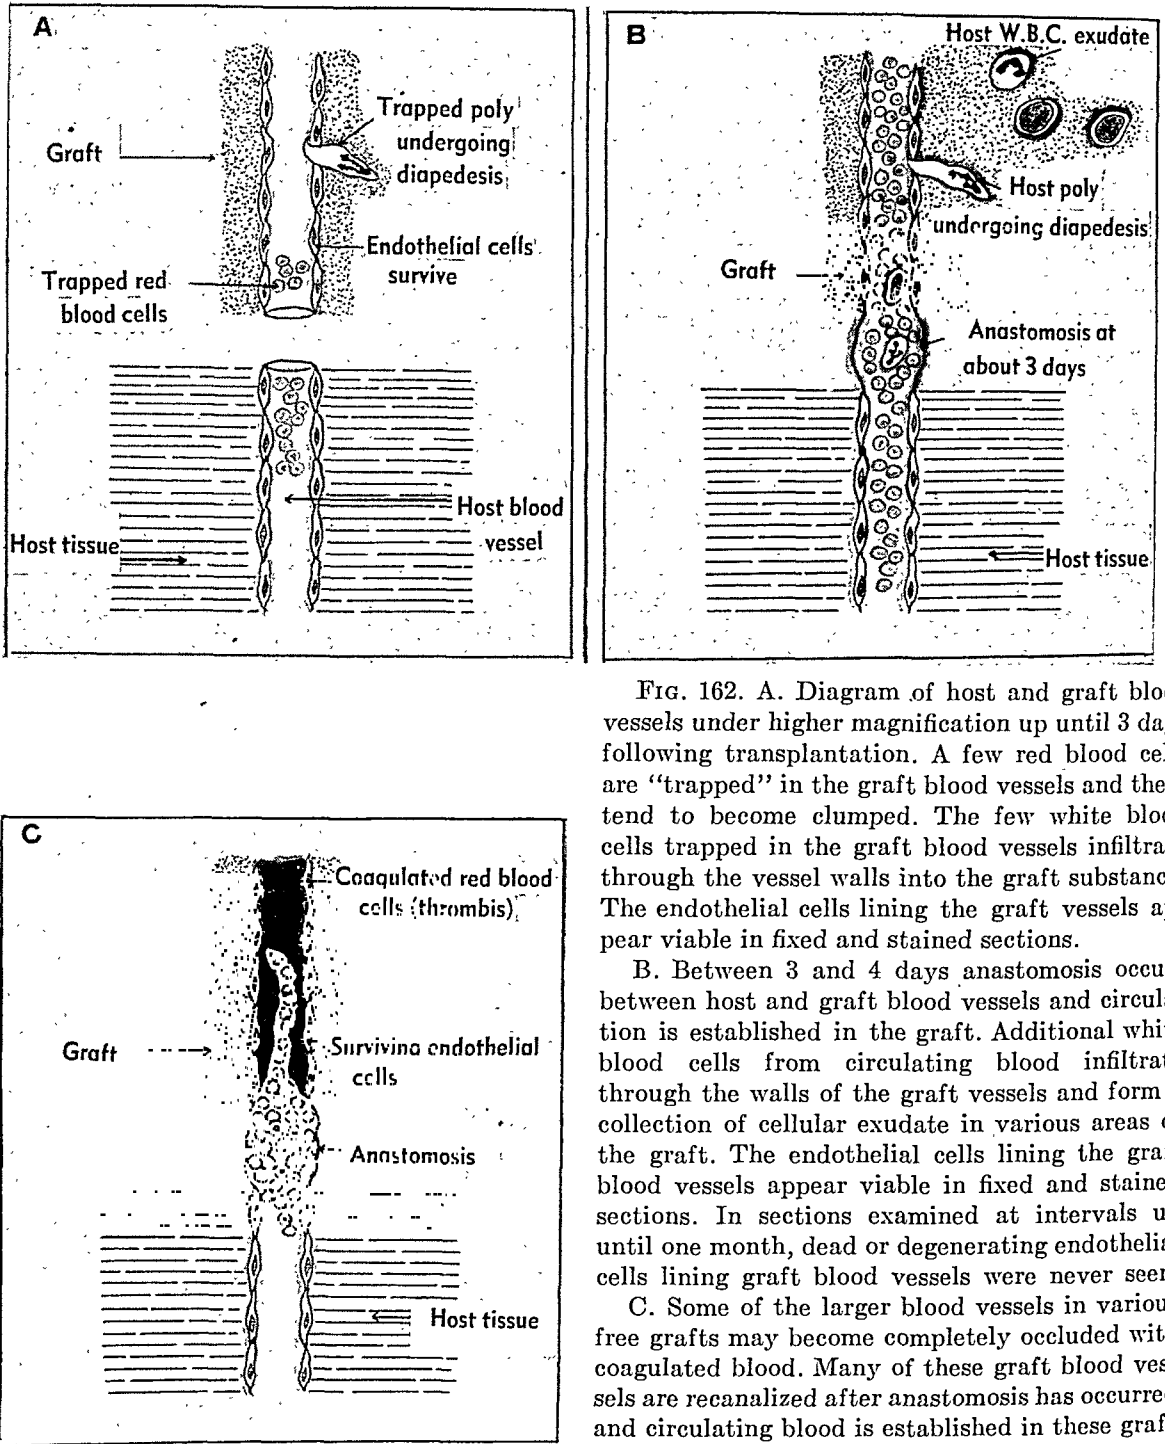 A
Graft
Trapped poly
undergoing
diapedesis
Endothelial cells
survive
Trapped red
blood cells
Host blood
vessel
Host tissue
B
Host W.B.C. exudate
Host poly
undergoing diapedesis
Graft
Anastomosis at
about 3 days
Host tissue
C
Coagulated red blood
cells (thrombis)
Graft
Surviving endothelial
cells
Anastomosis
Host tissue
FIG. 162. A. Diagram of host and graft bloo
vessels under higher magnification up until 3 da
following transplantation. A few red blood cel
are “trapped” in the graft blood vessels and the
tend to become clumped. The few white bloo
cells trapped in the graft blood vessels infiltra
through the vessel walls into the graft substanc
The endothelial cells lining the graft vessels ap
pear viable in fixed and stained sections.
B. Between 3 and 4 days anastomosis occu
between host and graft blood vessels and circula
tion is established in the graft. Additional whi
blood cells from circulating blood infiltrat
through the walls of the graft vessels and form
collection of cellular exudate in various areas o
the graft. The endothelial cells lining the gra
blood vessels appear viable in fixed and staine
sections. In sections examined at intervals u
until one month, dead or degenerating endothelia
cells lining graft blood vessels were never seen
C. Some of the larger blood vessels in variou
free grafts may become completely occluded wit
coagulated blood. Many of these graft blood ves
sels are recanalized after anastomosis has occurre
and circulating blood is established in these graf